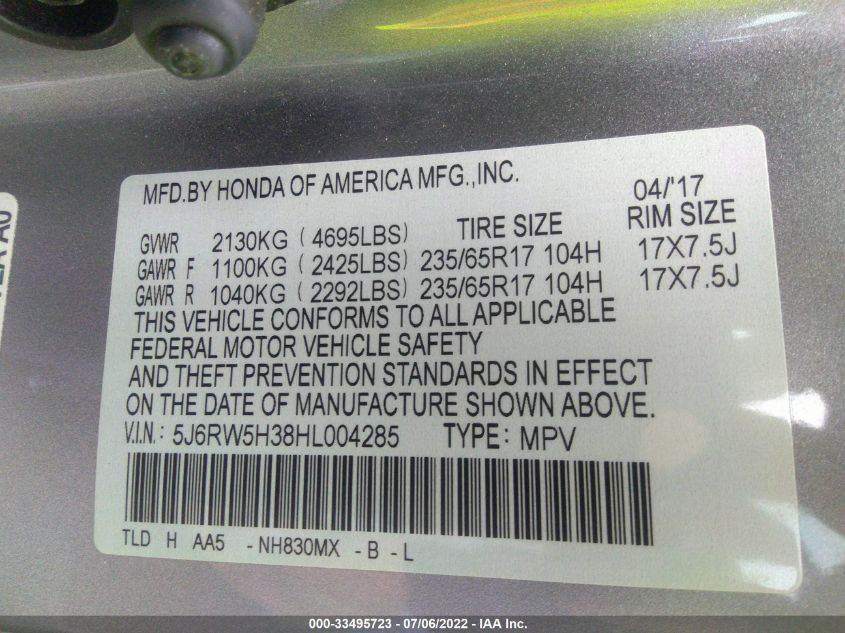 MFD.BY HONDA OF AMERICA MFG.,INC. 04/'17
GVWR 2130KG ( 4695LBS) TIRE SIZE RIM SIZE
GAWR F 1100KG ( 2425LBS) 235/65R17 104H 17X7.5J
GAWR R 1040KG ( 2292LBS) 235/65R17 104H 17X7.5J
THIS VEHICLE CONFORMS TO ALL APPLICABLE
FEDERAL MOTOR VEHICLE SAFETY
AND THEFT PREVENTION STANDARDS IN EFFECT
ON THE DATE OF MANUFACTURE SHOWN ABOVE.
V.I.N.: 5J6RW5H38HL004285 TYPE: MPV
TLD H AA5 -NH830MX -B -L
000-33495723 - 07/06/2022 - IAA Inc.